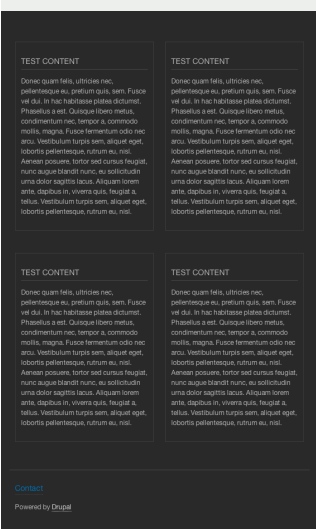 TEST CONTENT
Donec quam felis, ultricies nec,
pellentesque eu, pretium quis, sem. Fusce
vel dui. In hac habitasse platea dictumst.
Phasellus a est. Quisque libero metus,
condimentum nec, tempor a, commodo
mollis, magna. Fusce fermentum odio nec
arcu. Vestibulum turpis sem, aliquet eget,
lobortis pellentesque, rutrum eu, nisl.
Aenean posuere, tortor sed cursus feugiat,
nunc augue blandit nunc, eu sollicitudin
urna dolor sagittis lacus. Aliquam lorem
ante, dapibus in, viverra quis, feugiat a,
tellus. Vestibulum turpis sem, aliquet eget,
lobortis pellentesque, rutrum eu, nisl.
TEST CONTENT
Donec quam felis, ultricies nec,
pellentesque eu, pretium quis, sem. Fusce
vel dui. In hac habitasse platea dictumst.
Phasellus a est. Quisque libero metus,
condimentum nec, tempor a, commodo
mollis, magna. Fusce fermentum odio nec
arcu. Vestibulum turpis sem, aliquet eget,
lobortis pellentesque, rutrum eu, nisl.
Aenean posuere, tortor sed cursus feugiat,
nunc augue blandit nunc, eu sollicitudin
urna dolor sagittis lacus. Aliquam lorem
ante, dapibus in, viverra quis, feugiat a,
tellus. Vestibulum turpis sem, aliquet eget,
lobortis pellentesque, rutrum eu, nisl.
TEST CONTENT
Donec quam felis, ultricies nec,
pellentesque eu, pretium quis, sem. Fusce
vel dui. In hac habitasse platea dictumst.
Phasellus a est. Quisque libero metus,
condimentum nec, tempor a, commodo
mollis, magna. Fusce fermentum odio nec
arcu. Vestibulum turpis sem, aliquet eget,
lobortis pellentesque, rutrum eu, nisl.
Aenean posuere, tortor sed cursus feugiat,
nunc augue blandit nunc, eu sollicitudin
urna dolor sagittis lacus. Aliquam lorem
ante, dapibus in, viverra quis, feugiat a,
tellus. Vestibulum turpis sem, aliquet eget,
lobortis pellentesque, rutrum eu, nisl.
TEST CONTENT
Donec quam felis, ultricies nec,
pellentesque eu, pretium quis, sem. Fusce
vel dui. In hac habitasse platea dictumst.
Phasellus a est. Quisque libero metus,
condimentum nec, tempor a, commodo
mollis, magna. Fusce fermentum odio nec
arcu. Vestibulum turpis sem, aliquet eget,
lobortis pellentesque, rutrum eu, nisl.
Aenean posuere, tortor sed cursus feugiat,
nunc augue blandit nunc, eu sollicitudin
urna dolor sagittis lacus. Aliquam lorem
ante, dapibus in, viverra quis, feugiat a,
tellus. Vestibulum turpis sem, aliquet eget,
lobortis pellentesque, rutrum eu, nisl.
Contact
Powered by Drupal